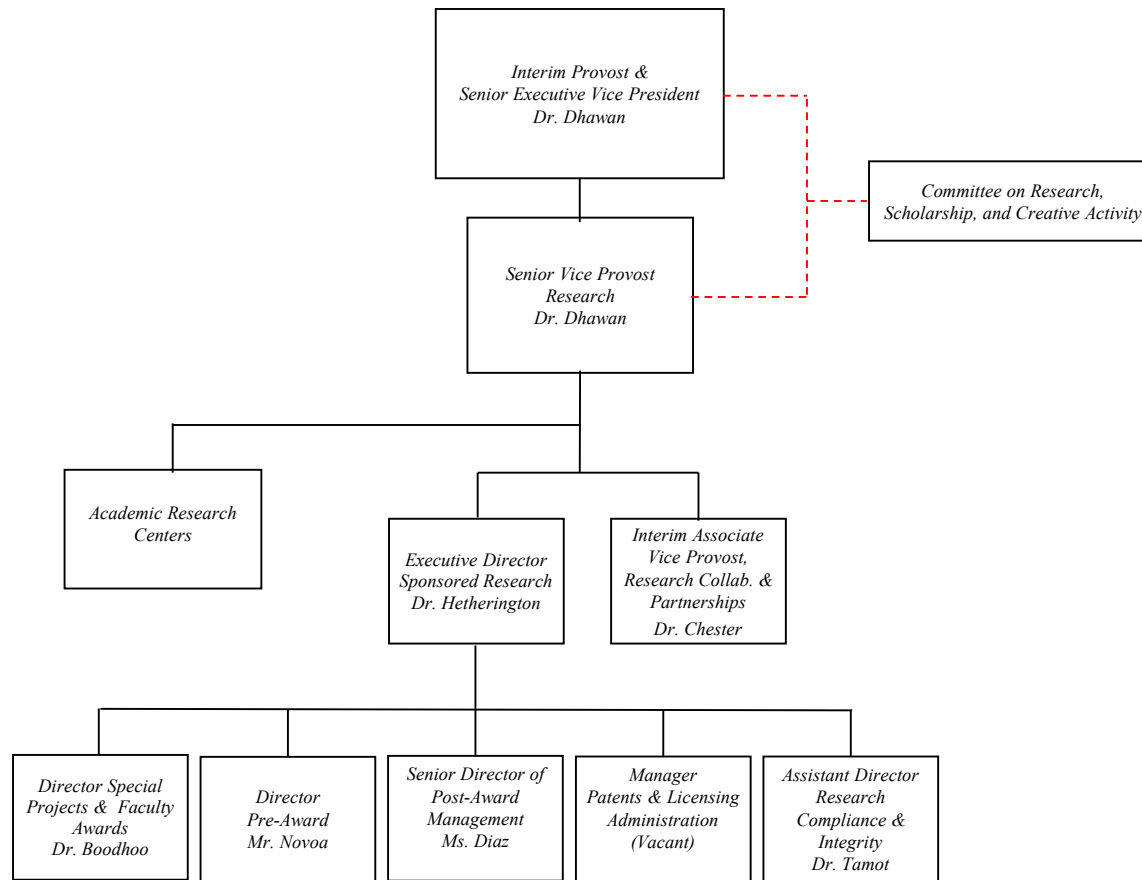 Interim Provost &
Senior Executive Vice President
Dr. Dhawan
Committee on Research,
Scholarship, and Creative Activity
Senior Vice Provost
Research
Dr. Dhawan
Academic Research
Centers
Executive Director
Sponsored Research
Dr. Hetherington
Interim Associate
Vice Provost,
Research Collab. &
Partnerships
Dr. Chester
Director Special
Projects & Faculty
Awards
Dr. Boodhoo
Director
Pre-Award
Mr. Novoa
Senior Director of
Post-Award
Management
Ms. Diaz
Manager
Patents & Licensing
Administration
(Vacant)
Assistant Director
Research
Compliance &
Integrity
Dr. Tamot